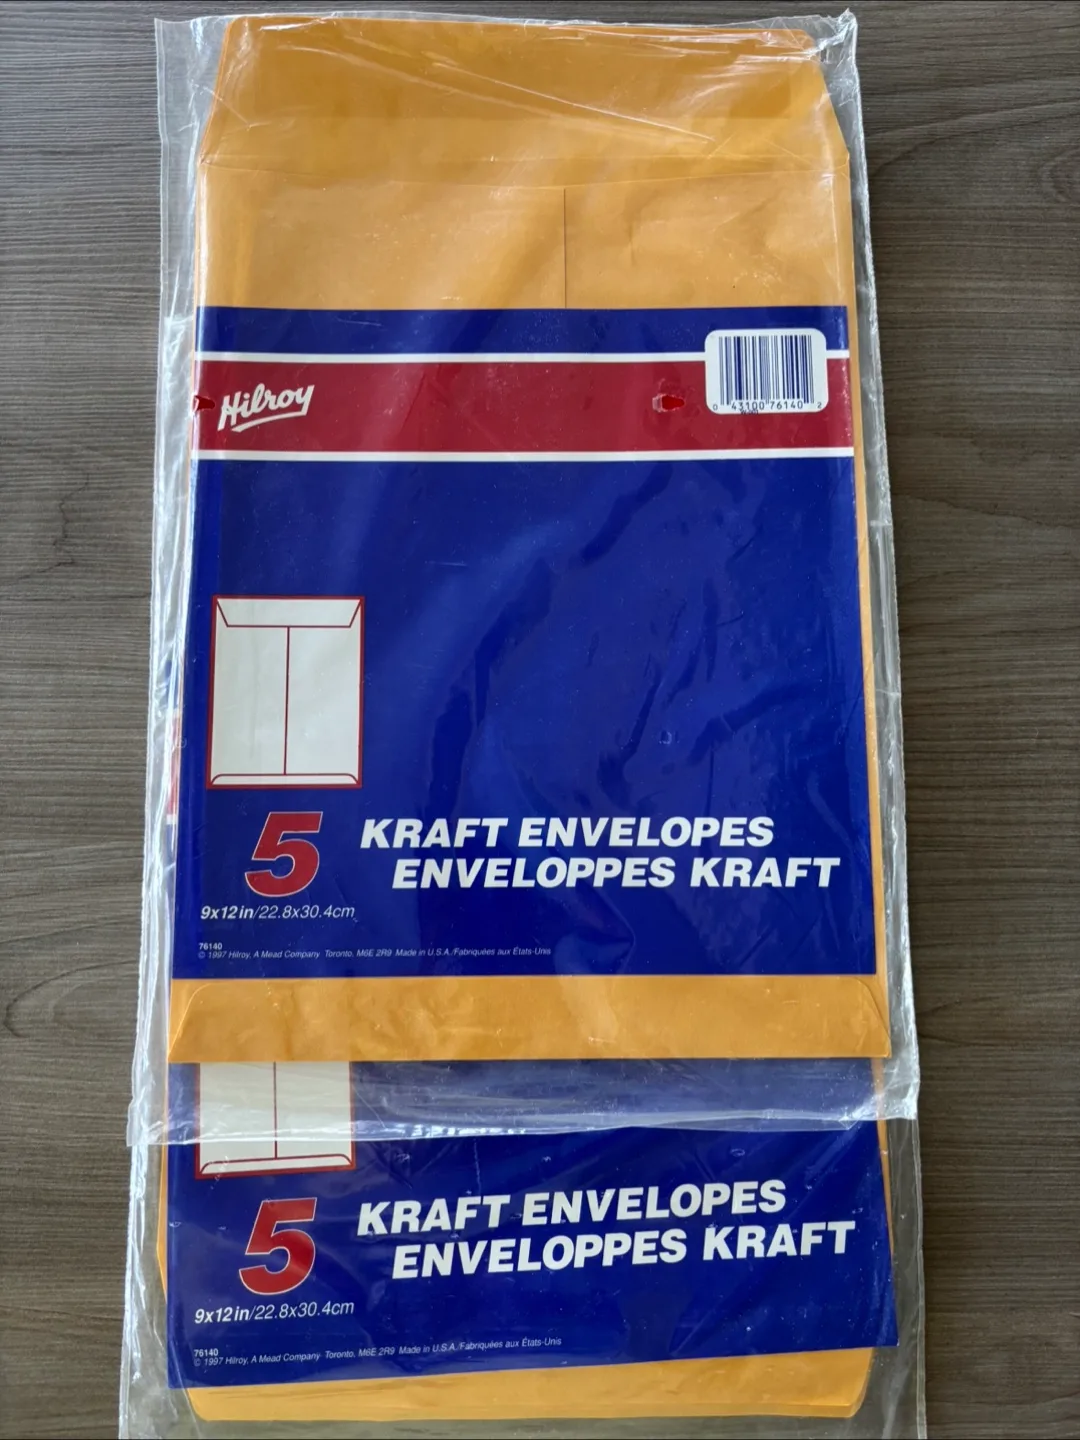 Hilroy
0 43100 76140 2
5
KRAFT ENVELOPES
ENVELOPPES KRAFT
9x12in/22.8x30.4cm
76140
© 1997 Hilroy, A Mead Company Toronto, M6E 2R9 Made in U.S.A./Fabriquées aux États-Unis
5
KRAFT ENVELOPES
ENVELOPPES KRAFT
9x12in/22.8x30.4cm
76140
© 1997 Hilroy, A Mead Company Toronto, M6E 2R9 Made in U.S.A./Fabriquées aux États-Unis